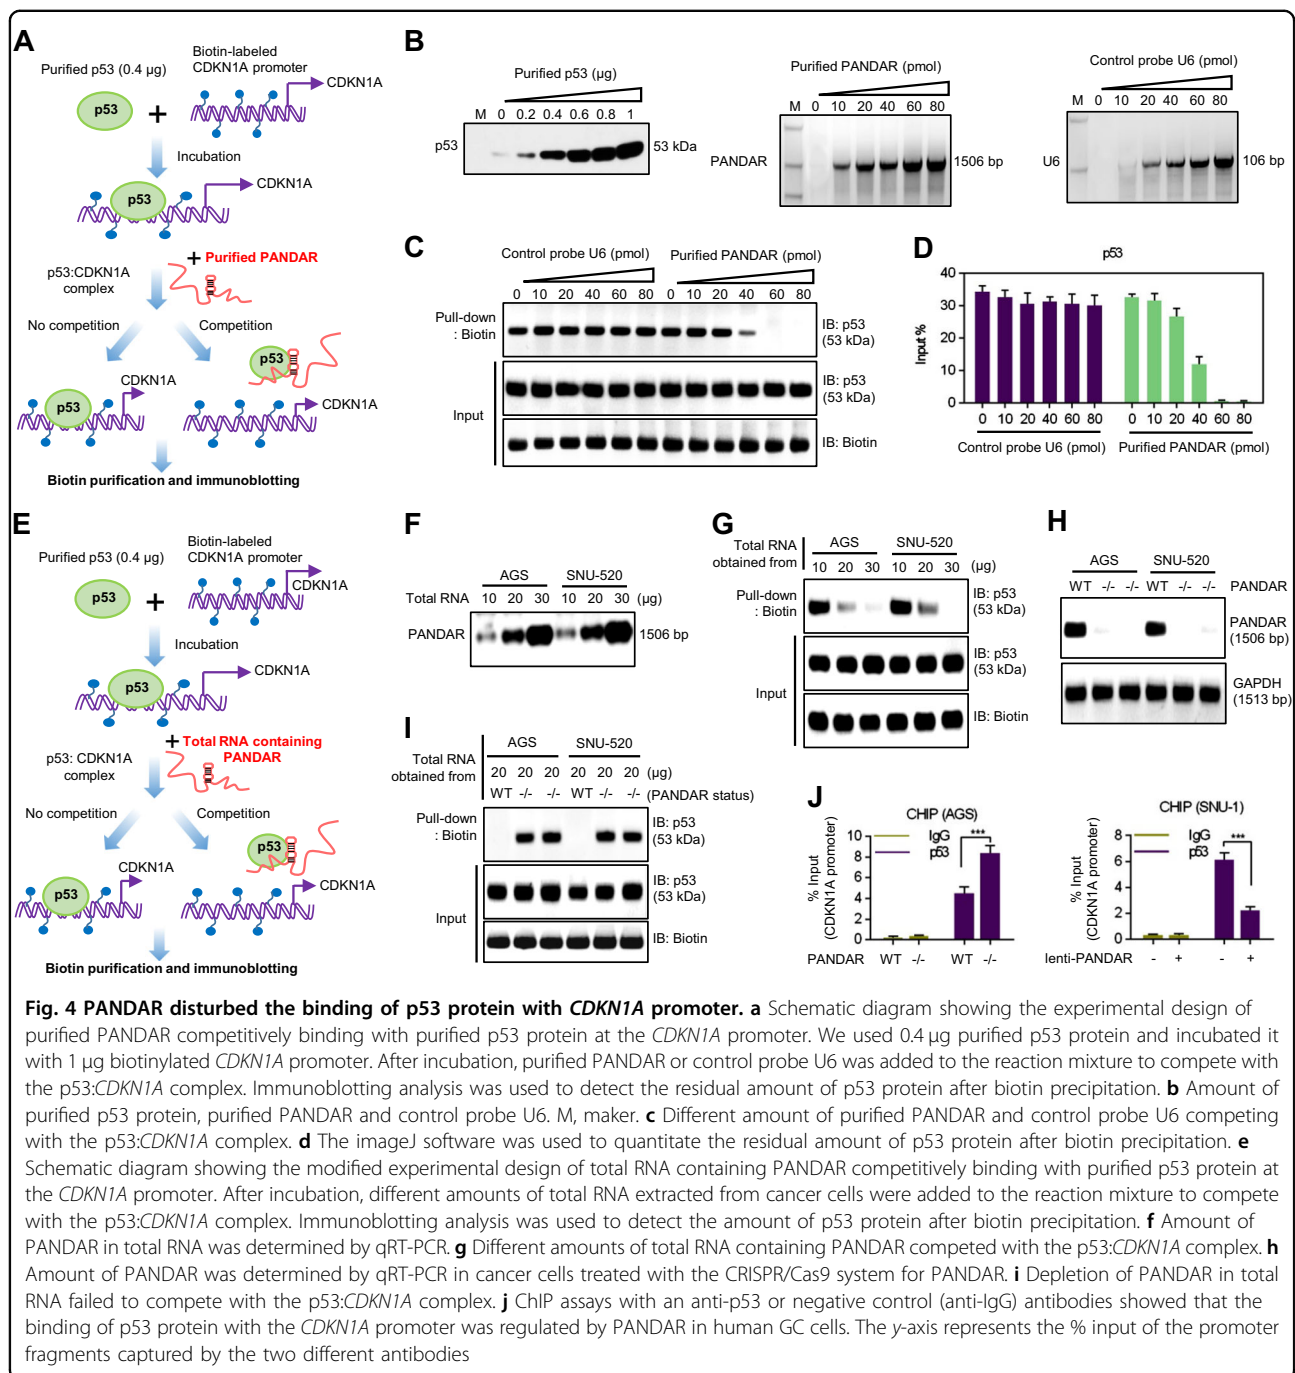 A
Purified p53 (0.4 µg)
Biotin-labeled
CDKN1A promoter
CDKN1A
p53
+
Incubation
CDKN1A
p53
p53:CDKN1A
complex
+ Purified PANDAR
No competition
Competition
p53
CDKN1A
p53
CDKN1A
Biotin purification and immunoblotting
B
Purified p53 (µg)
M 0 0.2 0.4 0.6 0.8 1
p53
53 kDa
Purified PANDAR (pmol)
M 0 10 20 40 60 80
PANDAR
1506 bp
Control probe U6 (pmol)
M 0 10 20 40 60 80
U6
106 bp
C
Control probe U6 (pmol) Purified PANDAR (pmol)
0 10 20 40 60 80 0 10 20 40 60 80
Pull-down
: Biotin
IB: p53
(53 kDa)
Input
IB: p53
(53 kDa)
IB: Biotin
D
p53
Input %
40
30
20
10
0
0 10 20 40 60 80 0 10 20 40 60 80
Control probe U6 (pmol) Purified PANDAR (pmol)
E
Purified p53 (0.4 µg)
Biotin-labeled
CDKN1A promoter
CDKN1A
p53
+
Incubation
CDKN1A
p53
p53: CDKN1A
complex
+ Total RNA containing
PANDAR
No competition
Competition
p53
CDKN1A
p53
CDKN1A
Biotin purification and immunoblotting
F
AGS SNU-520
Total RNA 10 20 30 10 20 30 (µg)
PANDAR
1506 bp
G
Total RNA
obtained from
AGS SNU-520
10 20 30 10 20 30 (µg)
Pull-down
: Biotin
IB: p53
(53 kDa)
Input
IB: p53
(53 kDa)
IB: Biotin
H
AGS SNU-520
WT -/- -/- WT -/- -/- PANDAR
PANDAR
(1506 bp)
GAPDH
(1513 bp)
I
Total RNA
obtained from
AGS SNU-520
20 20 20 20 20 20 (µg)
WT -/- -/- WT -/- -/- (PANDAR status)
Pull-down
: Biotin
IB: p53
(53 kDa)
Input
IB: p53
(53 kDa)
IB: Biotin
J
CHIP (AGS)
IgG
p53
***
% Input
(CDKN1A promoter)
10
8
6
4
2
0
PANDAR WT -/- WT -/-
CHIP (SNU-1)
IgG
p53
***
% Input
(CDKN1A promoter)
8
6
4
2
0
lenti-PANDAR - + - +
Fig. 4 PANDAR disturbed the binding of p53 protein with CDKN1A promoter. a Schematic diagram showing the experimental design of
purified PANDAR competitively binding with purified p53 protein at the CDKN1A promoter. We used 0.4 µg purified p53 protein and incubated it
with 1 µg biotinylated CDKN1A promoter. After incubation, purified PANDAR or control probe U6 was added to the reaction mixture to compete with
the p53:CDKN1A complex. Immunoblotting analysis was used to detect the residual amount of p53 protein after biotin precipitation. b Amount of
purified p53 protein, purified PANDAR and control probe U6. M, maker. c Different amount of purified PANDAR and control probe U6 competing
with the p53:CDKN1A complex. d The imageJ software was used to quantitate the residual amount of p53 protein after biotin precipitation. e
Schematic diagram showing the modified experimental design of total RNA containing PANDAR competitively binding with purified p53 protein at
the CDKN1A promoter. After incubation, different amounts of total RNA extracted from cancer cells were added to the reaction mixture to compete
with the p53:CDKN1A complex. Immunoblotting analysis was used to detect the amount of p53 protein after biotin precipitation. f Amount of
PANDAR in total RNA was determined by qRT-PCR. g Different amounts of total RNA containing PANDAR competed with the p53:CDKN1A complex. h
Amount of PANDAR was determined by qRT-PCR in cancer cells treated with the CRISPR/Cas9 system for PANDAR. i Depletion of PANDAR in total
RNA failed to compete with the p53:CDKN1A complex. j ChIP assays with an anti-p53 or negative control (anti-IgG) antibodies showed that the
binding of p53 protein with the CDKN1A promoter was regulated by PANDAR in human GC cells. The y-axis represents the % input of the promoter
fragments captured by the two different antibodies